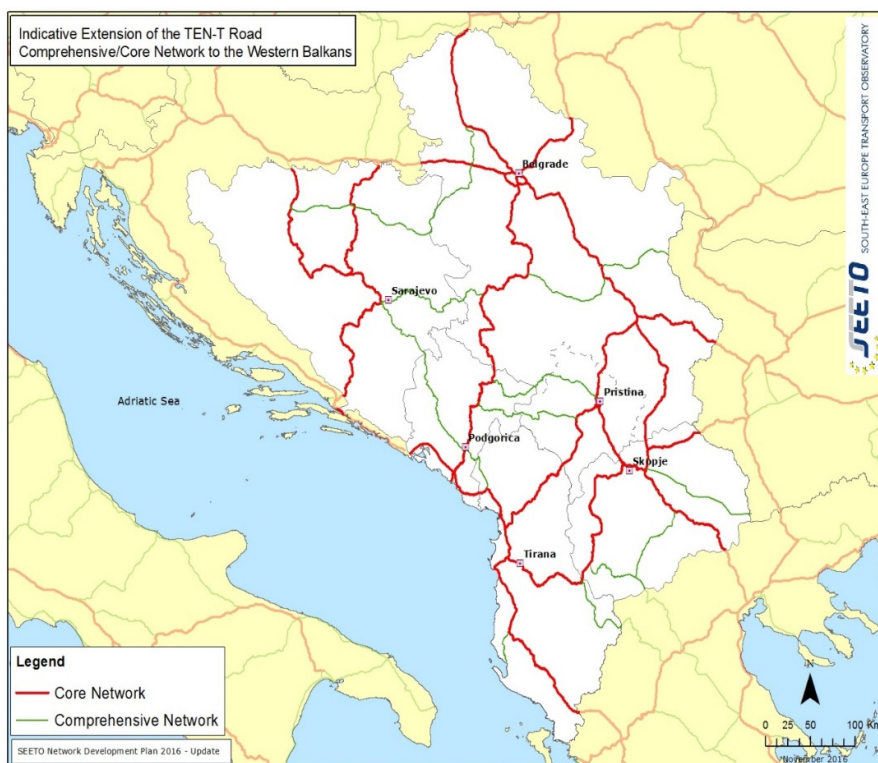 Indicative Extension of the TEN-T Road
Comprehensive/Core Network to the Western Balkans
SEETO SOUTH-EAST EUROPE TRANSPORT OBSERVATORY
Belgrade
Sarajevo
Adriatic Sea
Pristina
Podgorica
Skopje
Tirana
Legend
Core Network
Comprehensive Network
SEETO Network Development Plan 2016 - Update
N
0 25 50 100 Km
November 2016